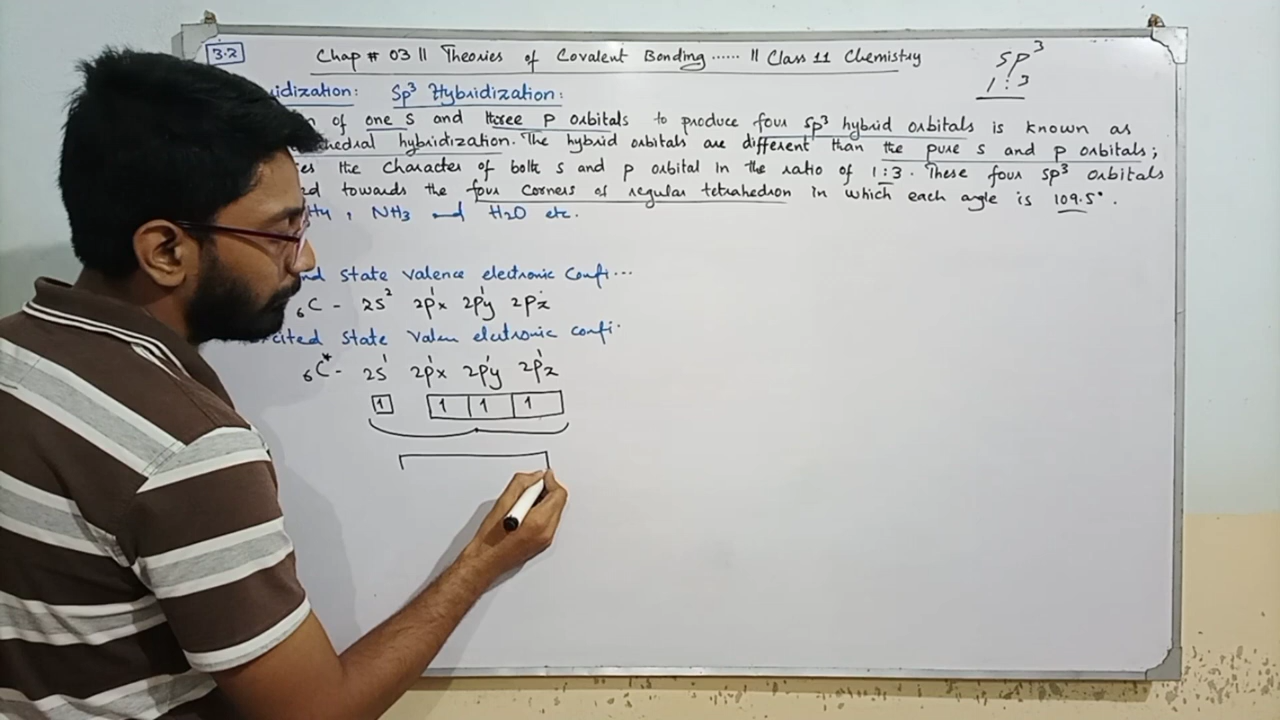 3.2
Chap # 03 || Theories of Covalent Bonding ...... || Class 11 Chemistry
sp³
1 : 3
idization: Sp³ Hybridization:
n of one s and three p orbitals to produce four sp³ hybrid orbitals is known as
hedral hybridization. The hybrid orbitals are different than the pure s and p orbitals;
es the character of both s and p orbital in the ratio of 1:3. These four sp³ orbitals
ed towards the four corners of regular tetrahedron in which each angle is 109.5°.
H4, NH3 and H2O etc.
nd state valence electronic confi...
₆C - 2s² 2p¹x 2p¹y 2pz
cited state valen electronic confi.
₆C* - 2s¹ 2p¹x 2p¹y 2p¹z
1 1 1 1